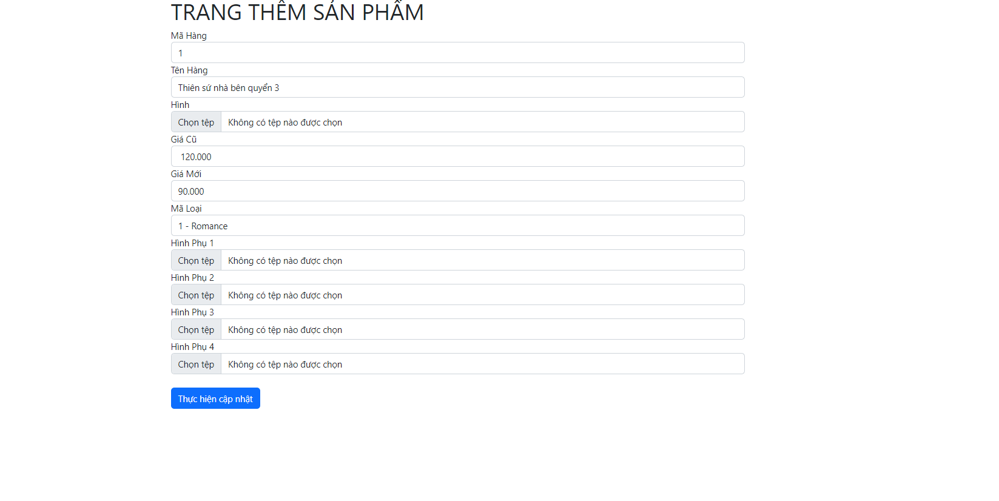 TRANG THÊM SẢN PHẨM
Mã Hàng
1
Tên Hàng
Thiên sứ nhà bên quyển 3
Hình
Chọn tệp Không có tệp nào được chọn
Giá Cũ
120.000
Giá Mới
90.000
Mã Loại
1 - Romance
Hình Phụ 1
Chọn tệp Không có tệp nào được chọn
Hình Phụ 2
Chọn tệp Không có tệp nào được chọn
Hình Phụ 3
Chọn tệp Không có tệp nào được chọn
Hình Phụ 4
Chọn tệp Không có tệp nào được chọn
Thực hiện cập nhật